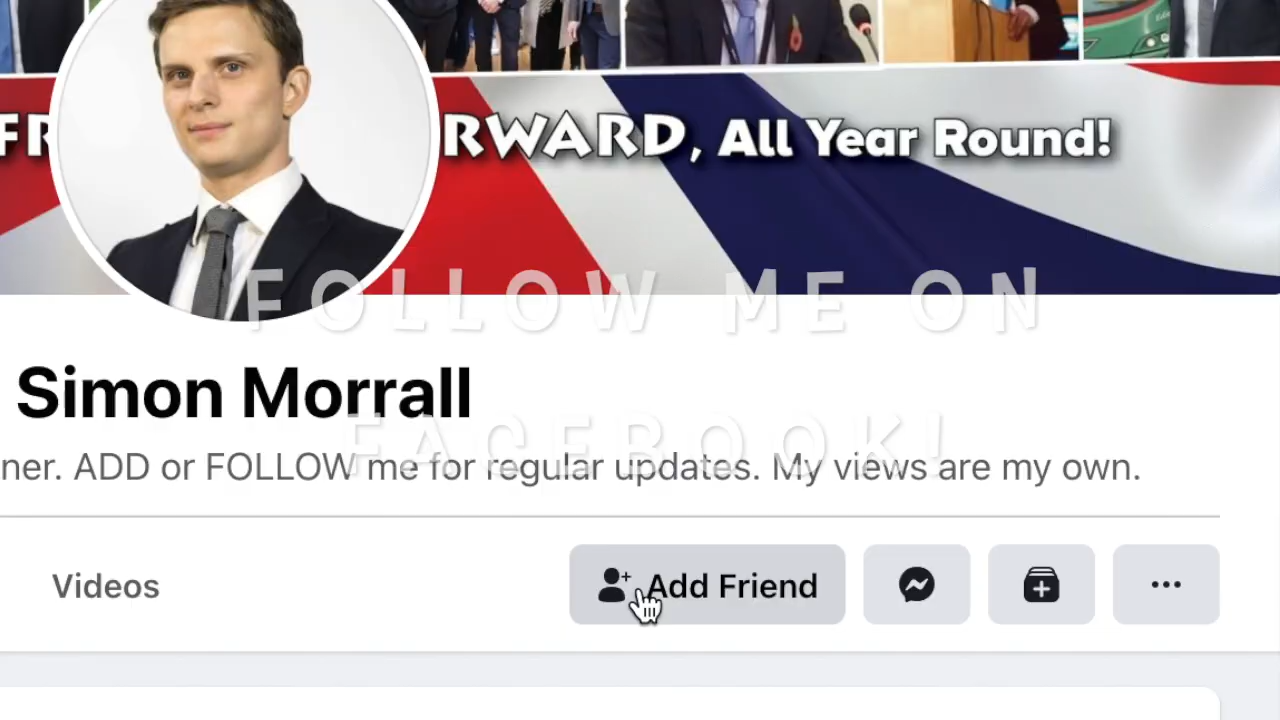 FR RWARD, All Year Round!
FOLLOW ME ON
Simon Morrall
FACEBOOK!
ner. ADD or FOLLOW me for regular updates. My views are my own.
Videos
Add Friend